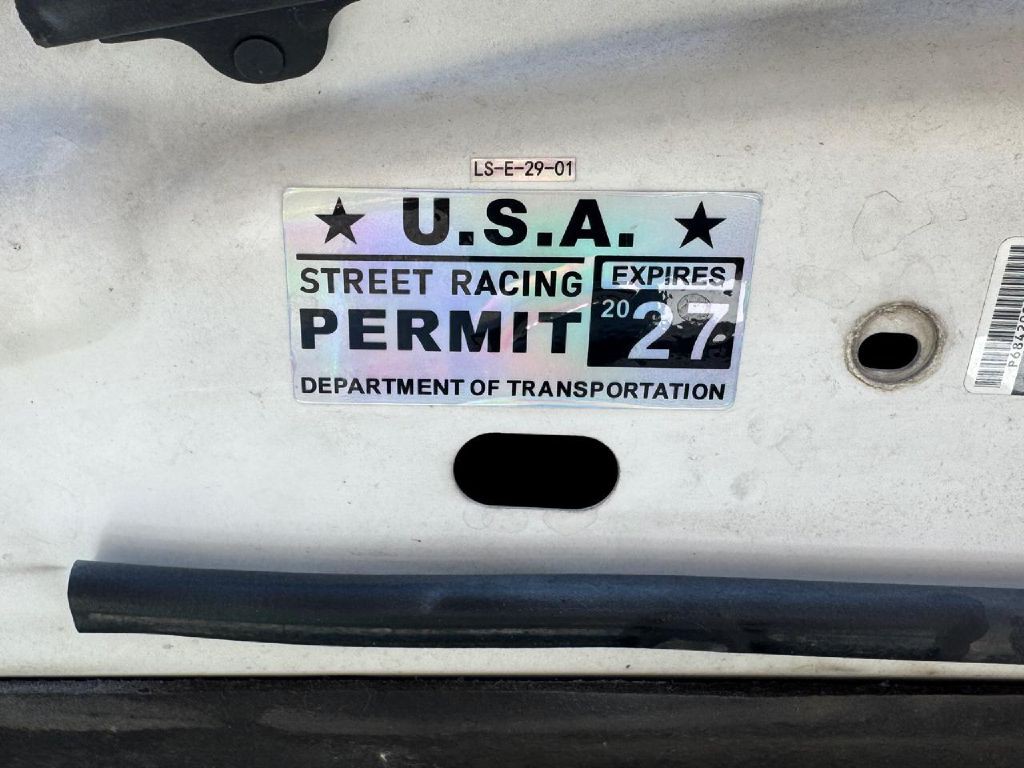 LS-E-29-01
★ U.S.A. ★
STREET RACING
PERMIT
EXPIRES
2027
DEPARTMENT OF TRANSPORTATION